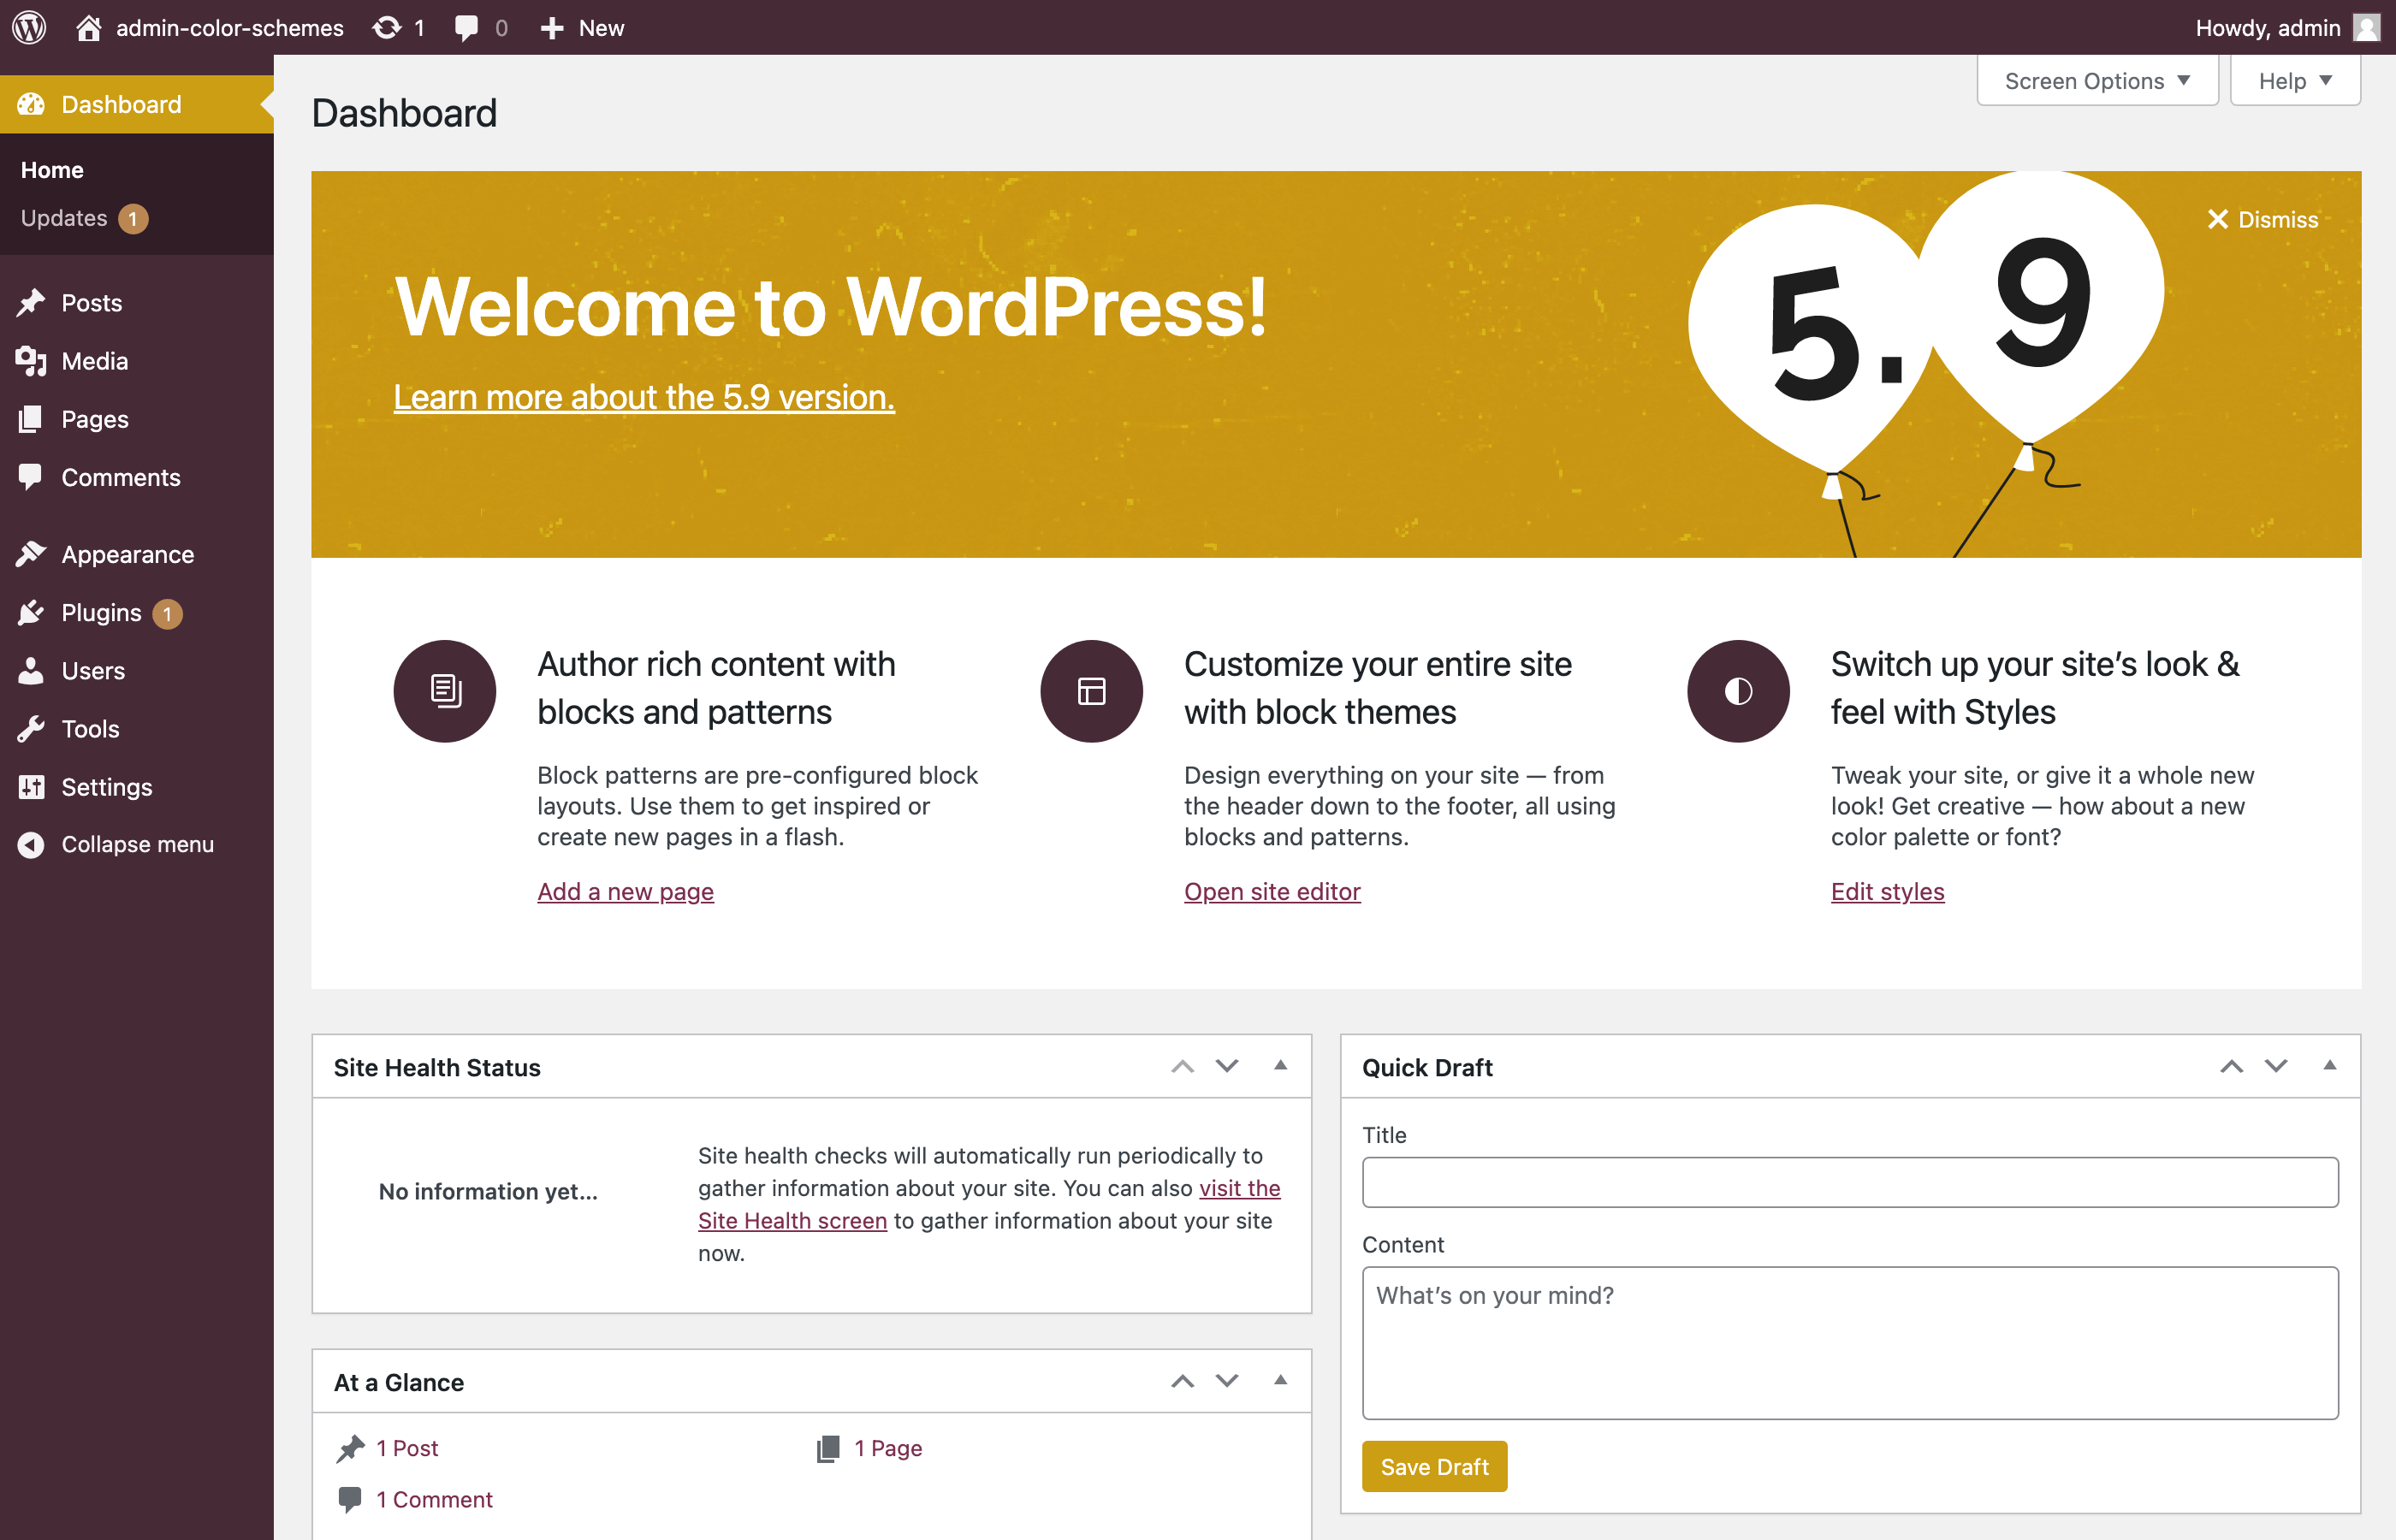 admin-color-schemes 1 0 New Howdy, admin
Dashboard
Home
Updates 1
Posts
Media
Pages
Comments
Appearance
Plugins 1
Users
Tools
Settings
Collapse menu
Screen Options Help
Dashboard
Dismiss
Welcome to WordPress!
Learn more about the 5.9 version.
5.9
Author rich content with
blocks and patterns
Block patterns are pre-configured block
layouts. Use them to get inspired or
create new pages in a flash.
Add a new page
Customize your entire site
with block themes
Design everything on your site — from
the header down to the footer, all using
blocks and patterns.
Open site editor
Switch up your site’s look &
feel with Styles
Tweak your site, or give it a whole new
look! Get creative — how about a new
color palette or font?
Edit styles
Site Health Status
No information yet…
Site health checks will automatically run periodically to
gather information about your site. You can also visit the
Site Health screen to gather information about your site
now.
At a Glance
1 Post
1 Page
1 Comment
Quick Draft
Title
Content
What’s on your mind?
Save Draft